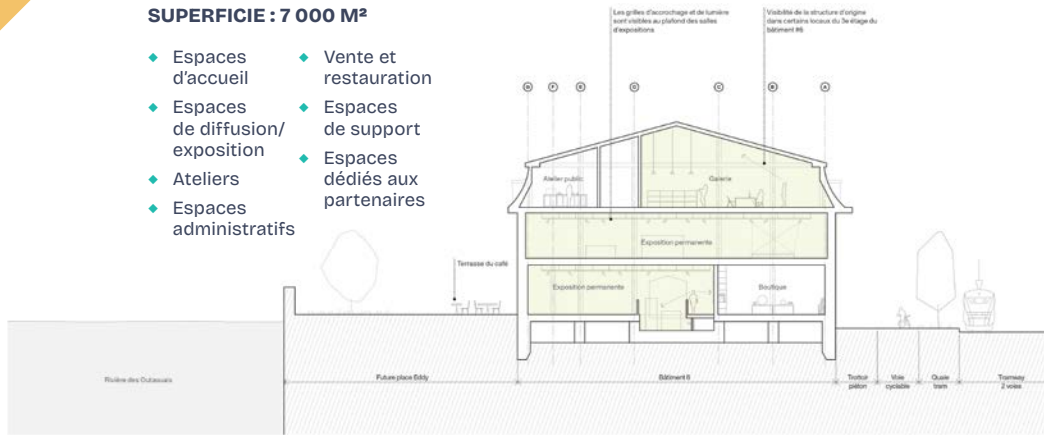 SUPERFICIE : 7 000 M²
Espaces
d'accueil
Espaces
de diffusion/
exposition
Ateliers
Espaces
administratifs
Vente et
restauration
Espaces
de support
Espaces
dédiés aux
partenaires
Les grilles d'accrochage et de lumière
sont visibles au plafond des salles
d'expositions
Visibilité de la structure d'origine
dans certains locaux du 3e étage du
bâtiment #8
F
E
D
C
B
A
Atelier public
Galerie
Exposition permanente
Terrasse du café
Exposition permanente
Boutique
Rivière des Outaouais
Future place Eddy
Bâtiment 8
Trottoir
piéton
Voie
cyclable
Quais
tram
Tramway
2 voies